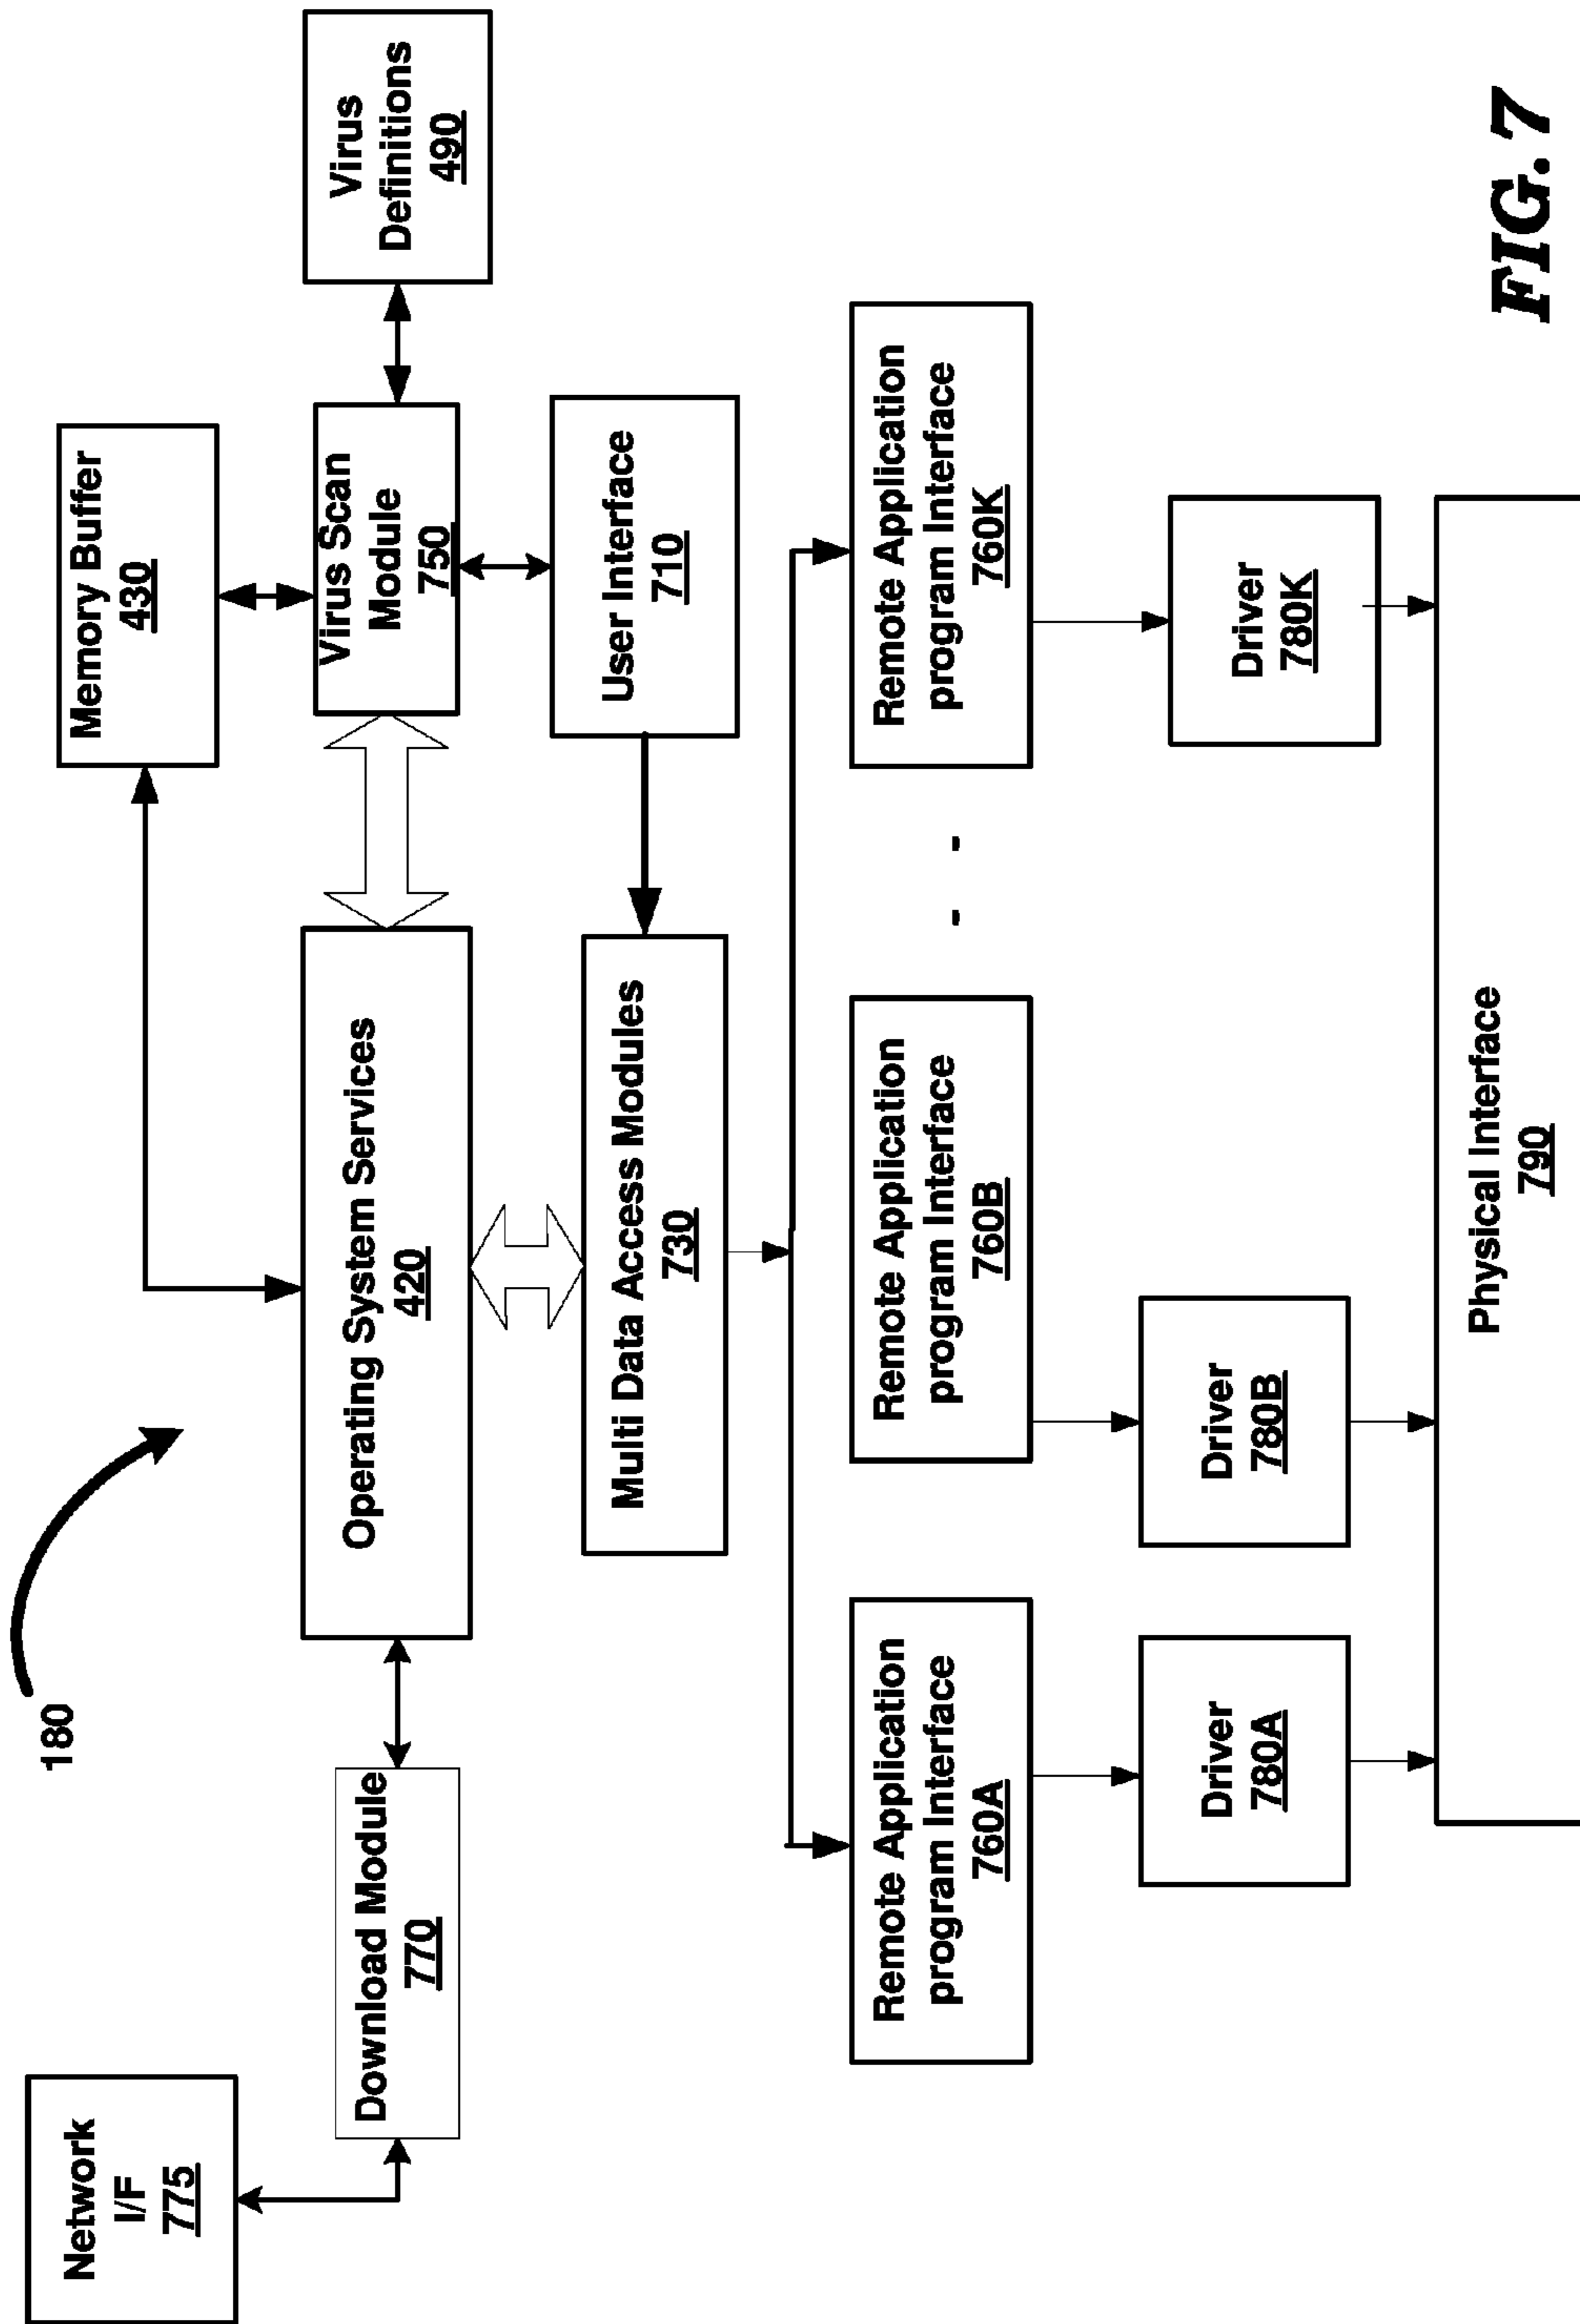 180
Network
I/F
775
Download Module
770
Operating System Services
420
Memory Buffer
430
Virus Scan
Module
750
Virus
Definitions
490
Multi Data Access Modules
730
User Interface
710
Remote Application
program Interface
760A
Remote Application
program Interface
760B
- -
Remote Application
program Interface
760K
Driver
780A
Driver
780B
Driver
780K
Physical Interface
790
FIG. 7